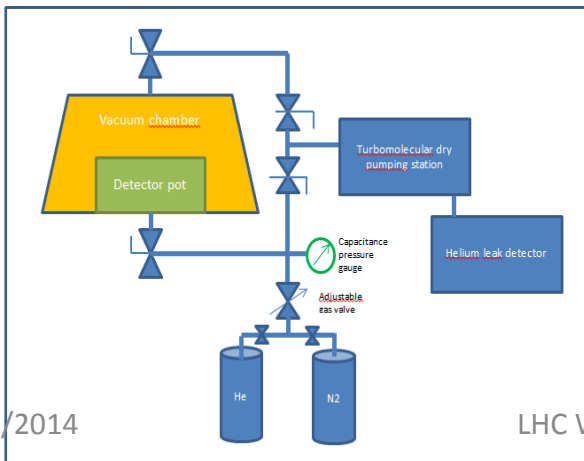 Vacuum chamber
Turbomolecular dry
pumping station
Detector pot
Capacitance
pressure
gauge
Helium leak detector
Adjustable
gas valve
He
N2
/2014
LHC V